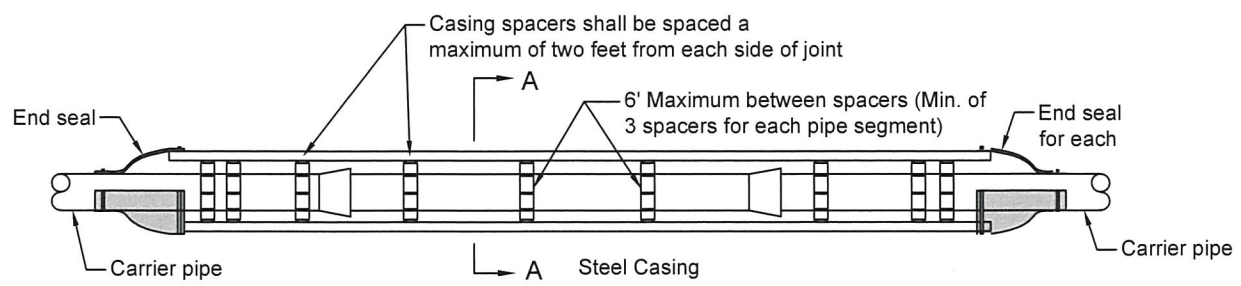 Casing spacers shall be spaced a
maximum of two feet from each side of joint
A
6' Maximum between spacers (Min. of
3 spacers for each pipe segment)
End seal
End seal
for each
Carrier pipe
A
Steel Casing
Carrier pipe